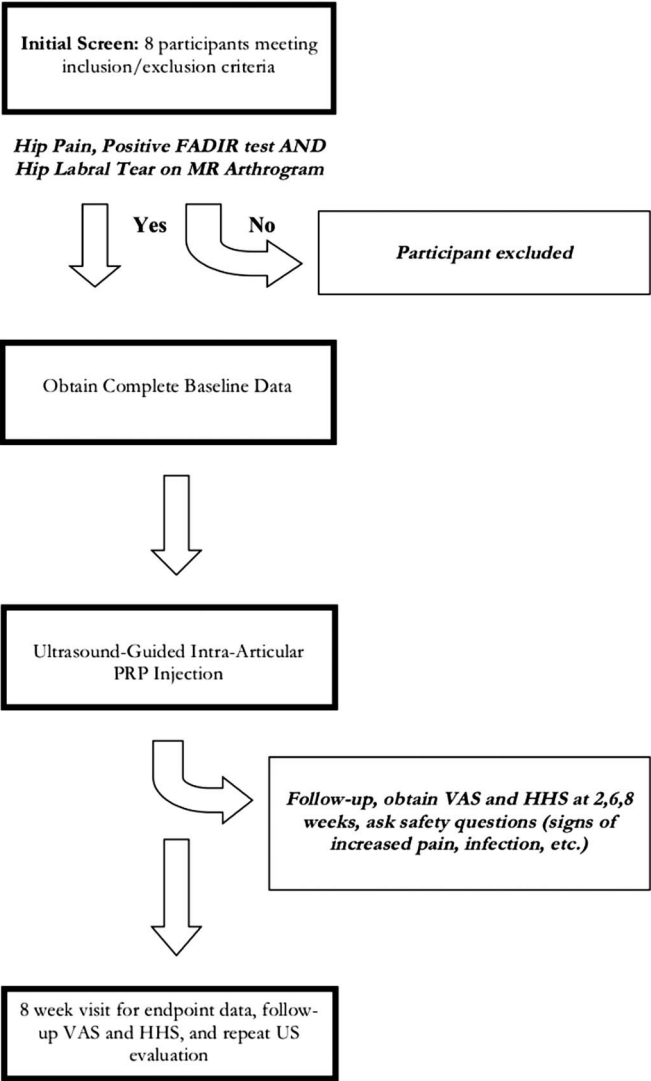 Initial Screen: 8 participants meeting
inclusion/exclusion criteria
Hip Pain, Positive FADIR test AND
Hip Labral Tear on MR Arthrogram
Yes
No
Participant excluded
Obtain Complete Baseline Data
Ultrasound-Guided Intra-Articular
PRP Injection
Follow-up, obtain VAS and HHS at 2,6,8
weeks, ask safety questions (signs of
increased pain, infection, etc.)
8 week visit for endpoint data, follow-
up VAS and HHS, and repeat US
evaluation